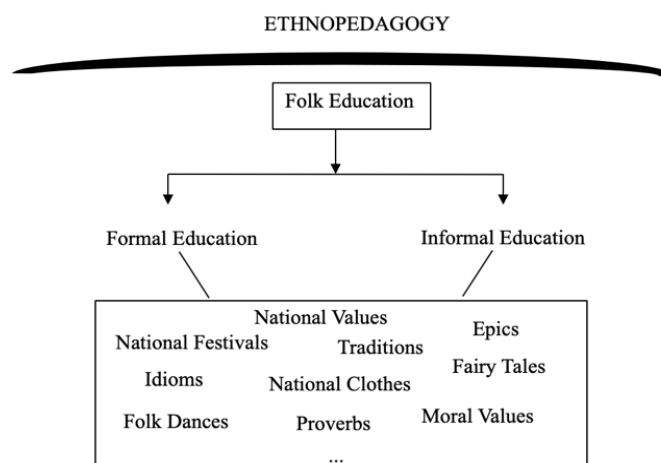 ETHNOPEDAGOGY
Folk Education
Formal Education
Informal Education
National Values
Epics
National Festivals
Traditions
Fairy Tales
Idioms
National Clothes
Folk Dances
Proverbs
Moral Values
...